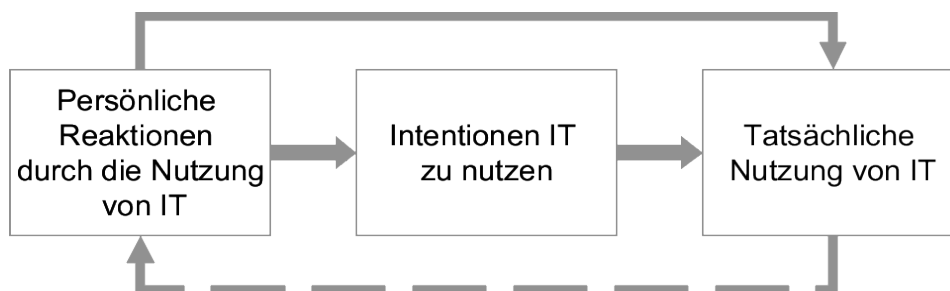 Persönliche
Reaktionen
durch die Nutzung
von IT
Intentionen IT
zu nutzen
Tatsächliche
Nutzung von IT